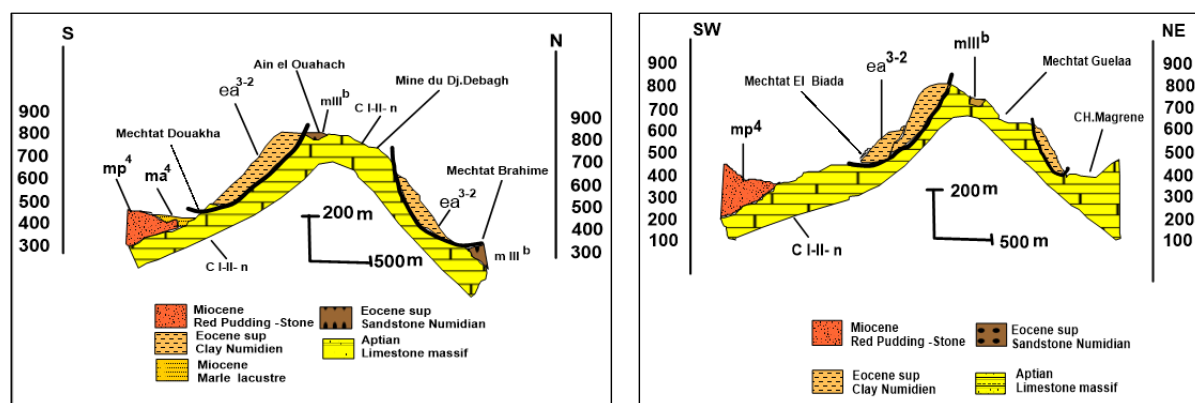 S
N
Ain el Ouahach
ea³⁻²
mIIIᵇ
C I-II- n
Mine du Dj.Debagh
900
800
700
600
500
400
300
Mechtat Douakha
mp⁴
ma⁴
900
800
700
600
500
400
300
Mechtat Brahime
ea³⁻²
200 m
500 m
C I-II- n
m IIIᵇ
Miocene
Red Pudding -Stone
Eocene sup
Sandstone Numidian
Eocene sup
Clay Numidien
Aptian
Limestone massif
Miocene
Marle lacustre
SW
NE
mIIIᵇ
ea³⁻²
Mechtat El Biada
Mechtat Guelaa
900
800
700
600
500
400
300
200
100
mp⁴
CH.Magrene
900
800
700
600
500
400
300
200
100
200 m
500 m
C I-II- n
Miocene
Red Pudding -Stone
Eocene sup
Sandstone Numidian
Eocene sup
Clay Numidien
Aptian
Limestone massif